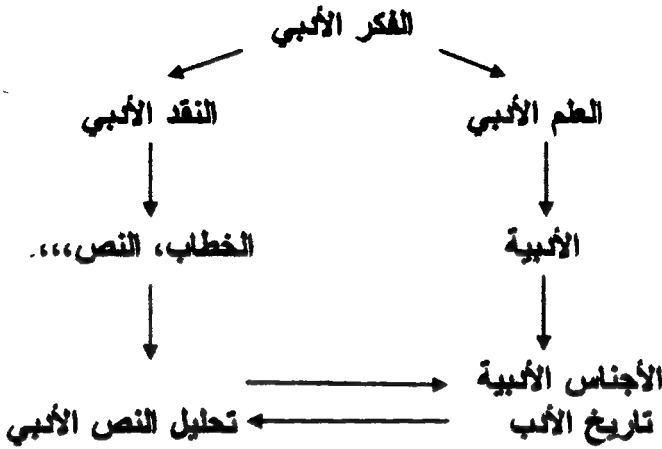 الفكر الأدبي
العلم الأدبي
النقد الأدبي
الأدبية
الخطاب، النص،،،.
الأجناس الأدبية
تاريخ الأدب
تحليل النص الأدبي